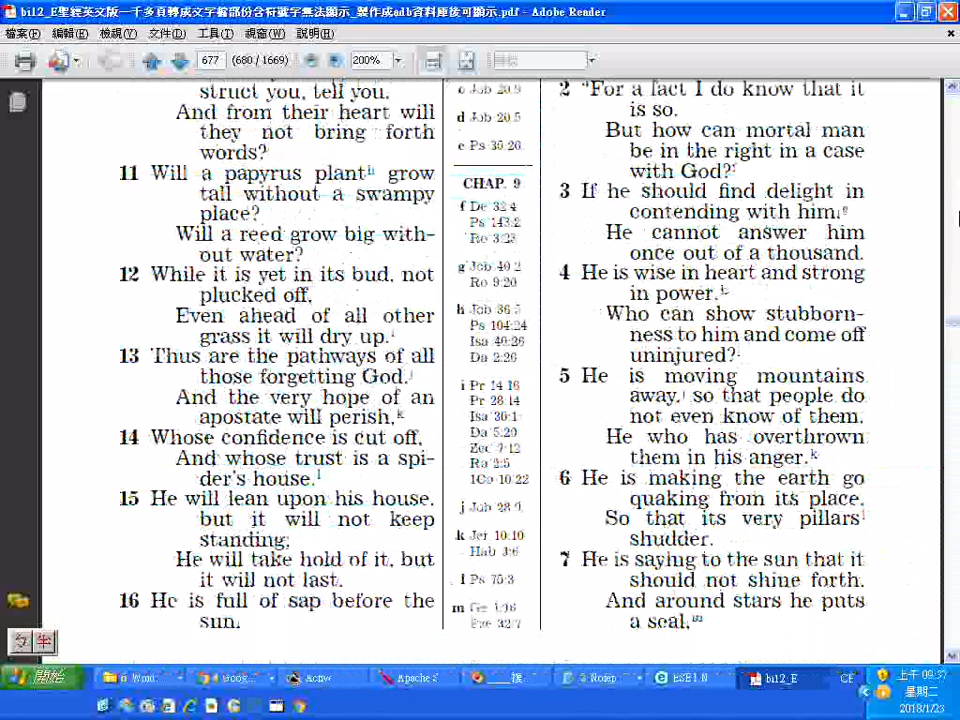 bi12_E聖經英文版一千多頁轉成文字檔部份含符號字無法顯示_製作成adb資料庫後可顯示.pdf - Adobe Reader
檔案(F) 編輯(E) 檢視(V) 文件(D) 工具(T) 視窗(W) 說明(H)
677 (680 / 1669) 200%
struct you, tell you.
And from their heart will
they not bring forth
words?
11 Will a papyrus plant grow
tall without a swampy
place?
Will a reed grow big with-
out water?
12 While it is yet in its bud, not
plucked off,
Even ahead of all other
grass it will dry up.
13 Thus are the pathways of all
those forgetting God,
And the very hope of an
apostate will perish,k
14 Whose confidence is cut off,
And whose trust is a spi-
der's house.l
15 He will lean upon his house,
but it will not keep
standing;
He will take hold of it, but
it will not last.
16 He is full of sap before the
sun,
c Job 20:9
d Job 20:5
e Ps 35:26
CHAP. 9
f De 32:4
Ps 143:2
Ro 3:23
g Job 40:2
Ro 9:20
h Job 36:5
Ps 104:24
Isa 40:26
Da 2:20
i Pr 14:16
Pr 28:14
Isa 30:1
Da 5:20
Zec 7:12
Ro 2:5
1Co 10:22
j Job 28:9
k Jer 10:10
Hab 3:6
l Ps 75:3
m Ge 1:16
Eze 32:7
2 "For a fact I do know that it
is so.
But how can mortal man
be in the right in a case
with God?f
3 If he should find delight in
contending with him,g
He cannot answer him
once out of a thousand.
4 He is wise in heart and strong
in power.h
Who can show stubborn-
ness to him and come off
uninjured?i
5 He is moving mountains
away,j so that people do
not even know of them,
He who has overthrown
them in his anger.k
6 He is making the earth go
quaking from its place,
So that its very pillarsl
shudder.
7 He is saying to the sun that it
should not shine forth,
And around stars he puts
a seal,m
開始 Goog... Activ Apache S Notep bi12_E CE
上午 09:37
星期二
2018/1/23